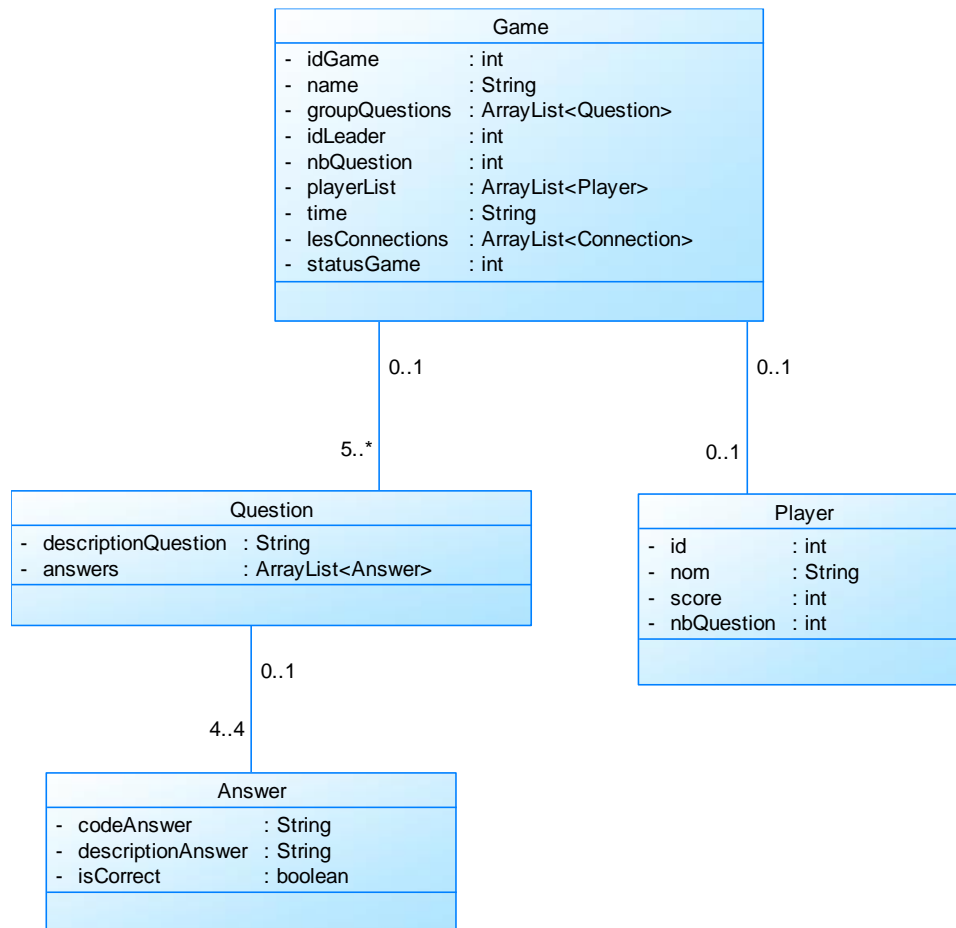 Game
- idGame : int
- name : String
- groupQuestions : ArrayList<Question>
- idLeader : int
- nbQuestion : int
- playerList : ArrayList<Player>
- time : String
- lesConnections : ArrayList<Connection>
- statusGame : int
0..1
0..1
5..*
0..1
Question
- descriptionQuestion : String
- answers : ArrayList<Answer>
Player
- id : int
- nom : String
- score : int
- nbQuestion : int
0..1
4..4
Answer
- codeAnswer : String
- descriptionAnswer : String
- isCorrect : boolean